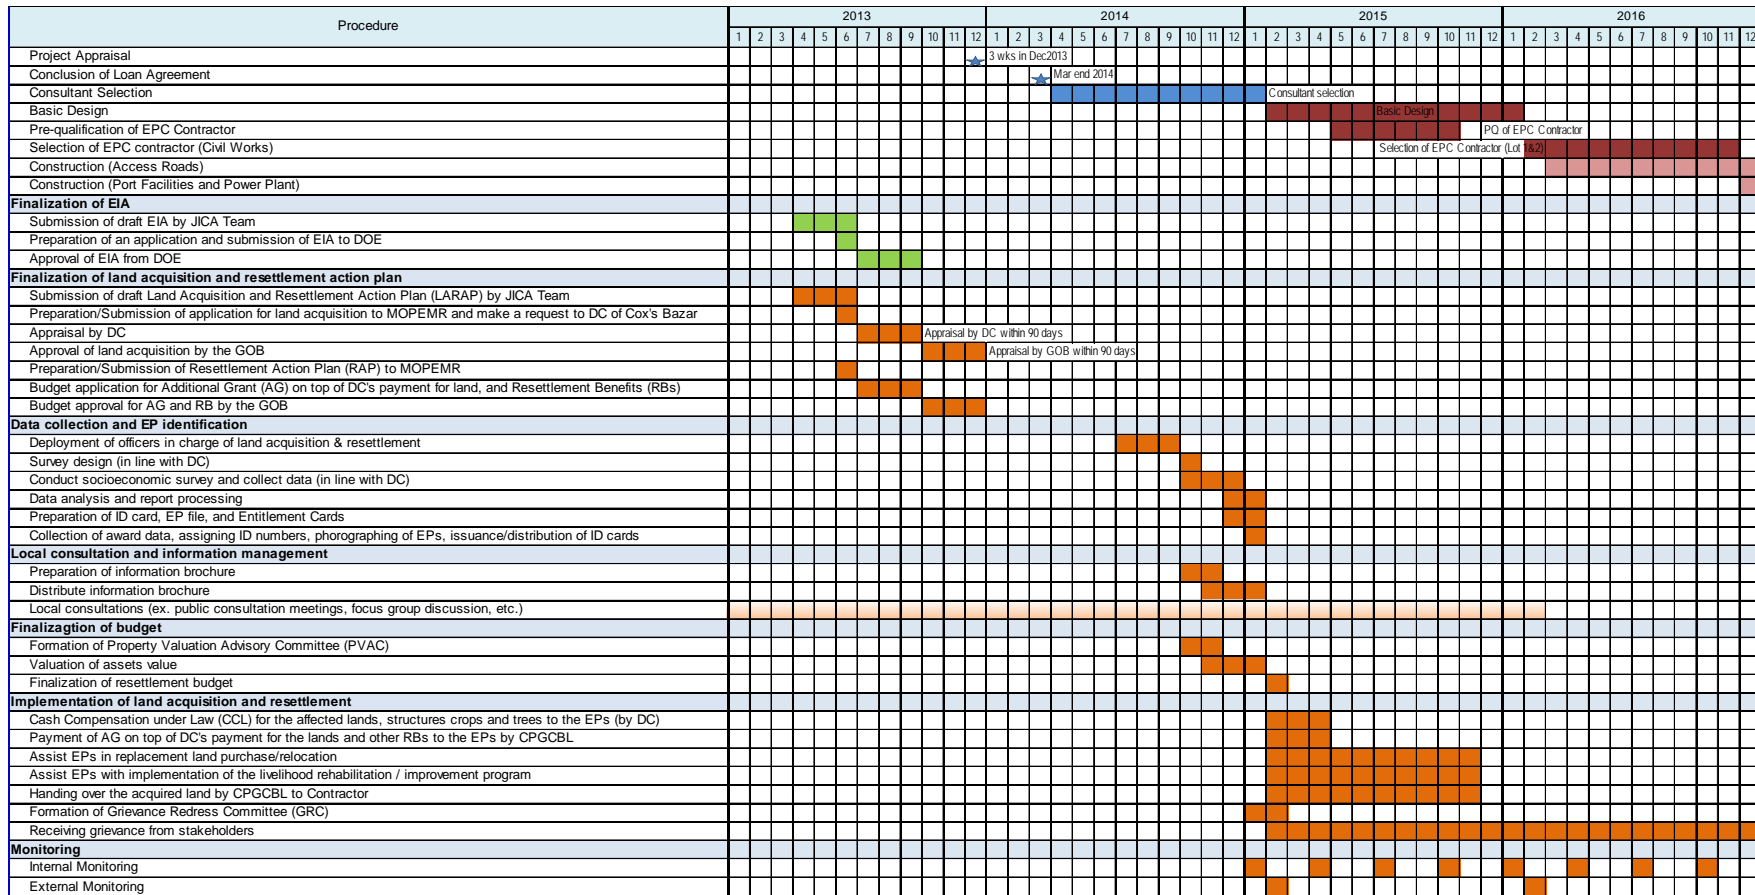 Procedure
2013 2014 2015 2016
1 2 3 4 5 6 7 8 9 10 11 12 1 2 3 4 5 6 7 8 9 10 11 12 1 2 3 4 5 6 7 8 9 10 11 12 1 2 3 4 5 6 7 8 9 10 11 12
Project Appraisal 3 wks in Dec2013
Conclusion of Loan Agreement Mar end 2014
Consultant Selection Consultant selection
Basic Design Basic Design
Pre-qualification of EPC Contractor PQ of EPC Contractor
Selection of EPC contractor (Civil Works) Selection of EPC Contractor (Lot 1&2)
Construction (Access Roads)
Construction (Port Facilities and Power Plant)
Finalization of EIA
Submission of draft EIA by JICA Team
Preparation of an application and submission of EIA to DOE
Approval of EIA from DOE
Finalization of land acquisition and resettlement action plan
Submission of draft Land Acquisition and Resettlement Action Plan (LARAP) by JICA Team
Preparation/Submission of application for land acquisition to MOPEMR and make a request to DC of Cox's Bazar
Appraisal by DC Appraisal by DC within 90 days
Approval of land acquisition by the GOB Appraisal by GOB within 90 days
Preparation/Submission of Resettlement Action Plan (RAP) to MOPEMR
Budget application for Additional Grant (AG) on top of DC's payment for land, and Resettlement Benefits (RBs)
Budget approval for AG and RB by the GOB
Data collection and EP identification
Deployment of officers in charge of land acquisition & resettlement
Survey design (in line with DC)
Conduct socioeconomic survey and collect data (in line with DC)
Data analysis and report processing
Preparation of ID card, EP file, and Entitlement Cards
Collection of award data, assigning ID numbers, phorographing of EPs, issuance/distribution of ID cards
Local consultation and information management
Preparation of information brochure
Distribute information brochure
Local consultations (ex. public consultation meetings, focus group discussion, etc.)
Finalizagtion of budget
Formation of Property Valuation Advisory Committee (PVAC)
Valuation of assets value
Finalization of resettlement budget
Implementation of land acquisition and resettlement
Cash Compensation under Law (CCL) for the affected lands, structures crops and trees to the EPs (by DC)
Payment of AG on top of DC's payment for the lands and other RBs to the EPs by CPGCBL
Assist EPs in replacement land purchase/relocation
Assist EPs with implementation of the livelihood rehabilitation / improvement program
Handing over the acquired land by CPGCBL to Contractor
Formation of Grievance Redress Committee (GRC)
Receiving grievance from stakeholders
Monitoring
Internal Monitoring
External Monitoring